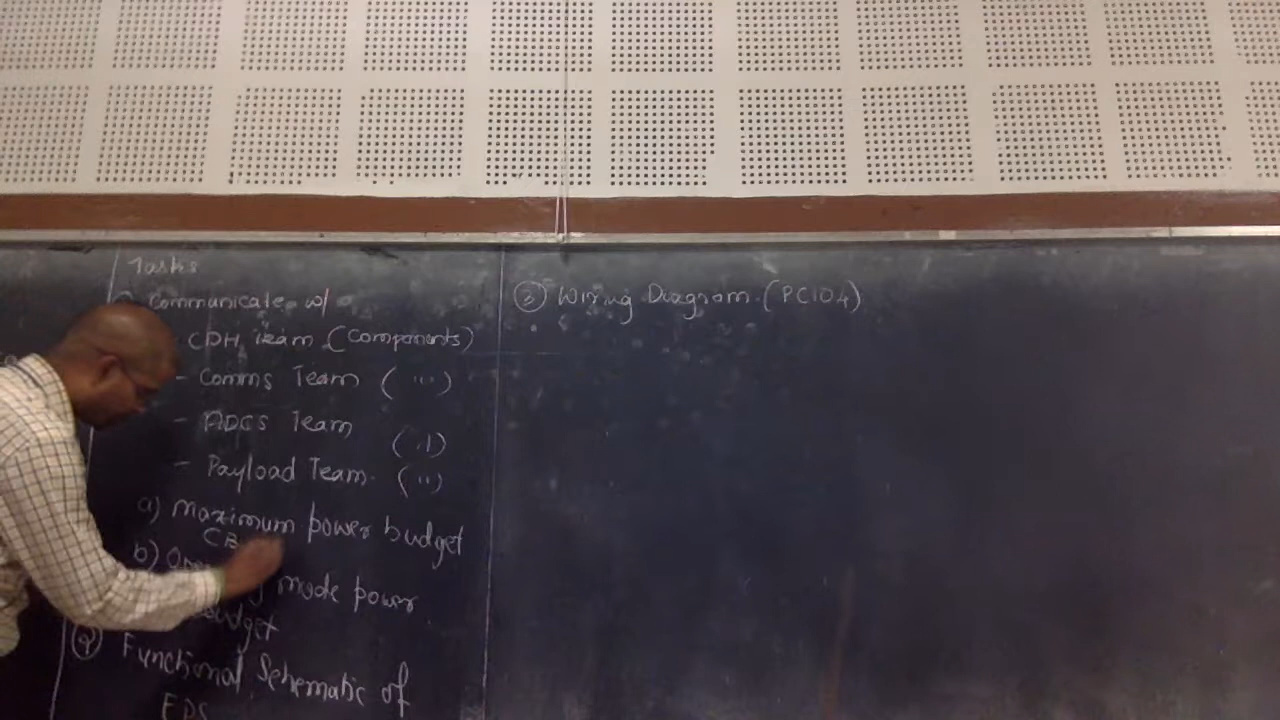 Tasks
Communicate w/
CDH Team (Components)
- Comms Team ( ''' )
- ADCS Team ( '' )
- Payload Team. ( '' )
a) Maximum power budget
CB
b) mode power
budget
② Functional Schematic of
EPS
③ Wiring Diagram. (PC104)